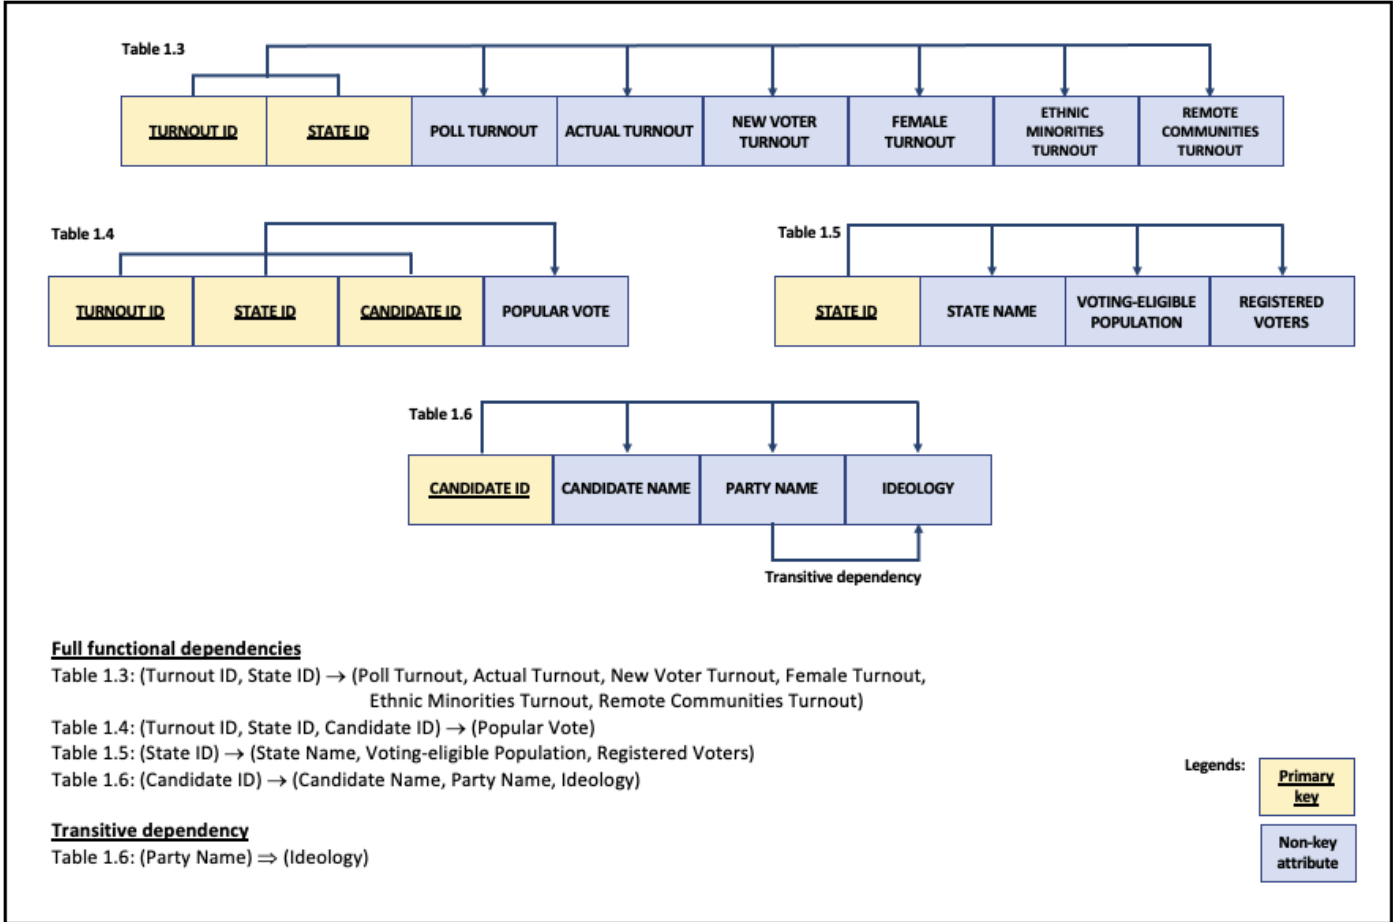 Table 1.3
TURNOUT ID
STATE ID
POLL TURNOUT
ACTUAL TURNOUT
NEW VOTER
TURNOUT
FEMALE
TURNOUT
ETHNIC
MINORITIES
TURNOUT
REMOTE
COMMUNITIES
TURNOUT
Table 1.4
TURNOUT ID
STATE ID
CANDIDATE ID
POPULAR VOTE
Table 1.5
STATE ID
STATE NAME
VOTING-ELIGIBLE
POPULATION
REGISTERED
VOTERS
Table 1.6
CANDIDATE ID
CANDIDATE NAME
PARTY NAME
IDEOLOGY
Transitive dependency
Full functional dependencies
Table 1.3: (Turnout ID, State ID) → (Poll Turnout, Actual Turnout, New Voter Turnout, Female Turnout,
Ethnic Minorities Turnout, Remote Communities Turnout)
Table 1.4: (Turnout ID, State ID, Candidate ID) → (Popular Vote)
Table 1.5: (State ID) → (State Name, Voting-eligible Population, Registered Voters)
Table 1.6: (Candidate ID) → (Candidate Name, Party Name, Ideology)
Transitive dependency
Table 1.6: (Party Name) ⇒ (Ideology)
Legends:
Primary
key
Non-key
attribute